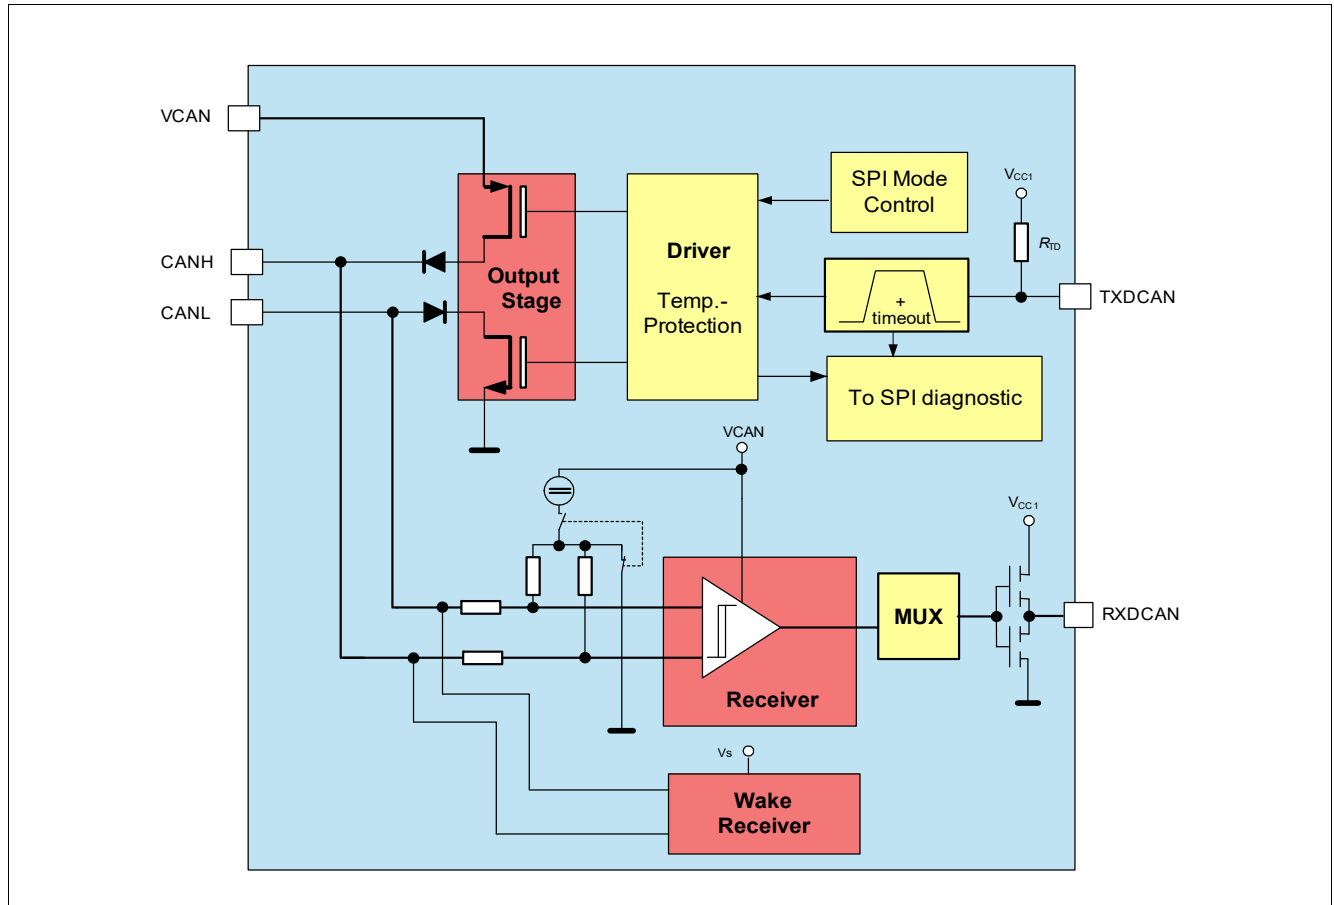 VCAN
SPI Mode
Control
VCC1
RTD
CANH
Driver
Output
Stage
CANL
Temp.-
Protection
+
timeout
TXDCAN
To SPI diagnostic
VCAN
VCC1
MUX
RXDCAN
Receiver
Vs
Wake
Receiver